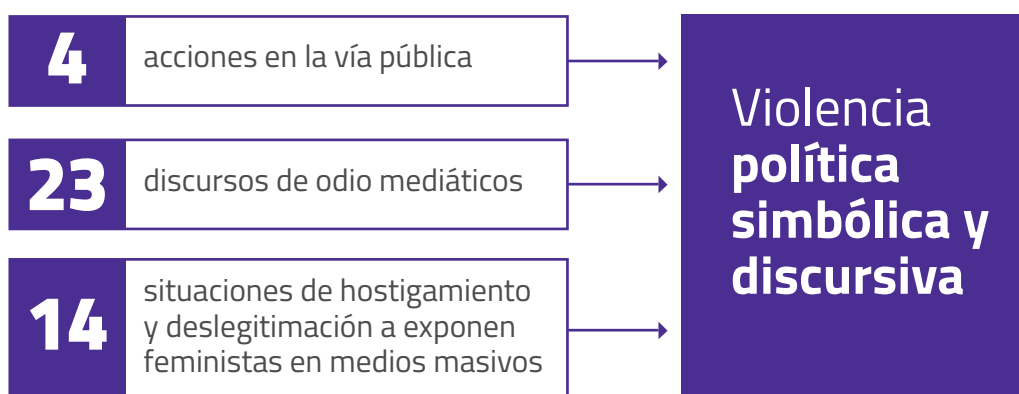 4
acciones en la vía pública
23
discursos de odio mediáticos
14
situaciones de hostigamiento
y deslegitimación a exponen
feministas en medios masivos
Violencia
política
simbólica y
discursiva